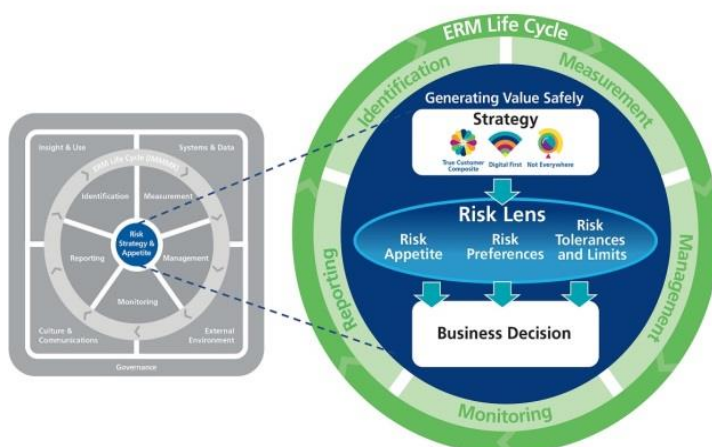 Insight & Use
Systems & Data
ERM Life Cycle (IMMMR)
Identification
Measurement
Risk
Strategy &
Appetite
Reporting
Management
Monitoring
Culture &
Communications
External
Environment
Governance
ERM Life Cycle
Identification
Measurement
Generating Value Safely
Strategy
True Customer
Composite
Digital First
Not Everywhere
Risk Lens
Risk
Appetite
Risk
Preferences
Risk
Tolerances
and Limits
Reporting
Management
Business Decision
Monitoring